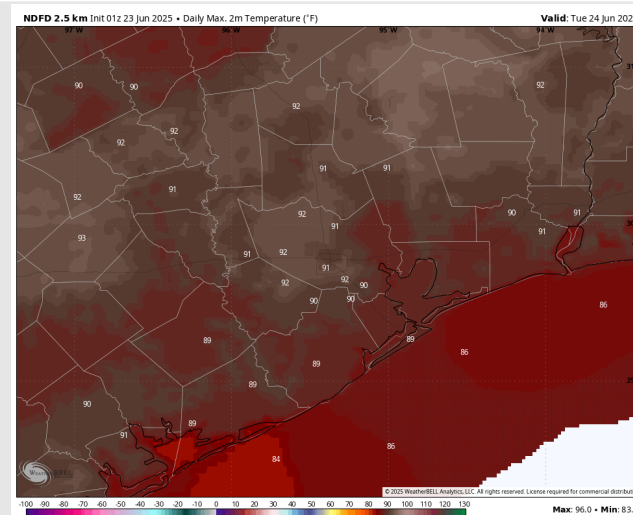 NDFD 2.5 km Init 01z 23 Jun 2025 • Daily Max. 2m Temperature (°F)
Valid: Tue 24 Jun 202
97 W 96 W 95 W 94 W
31
90 90 92
92
92 92
91 91
91
92 92 90 91
91 91
93
91 92
91
92 92 90
90 90
86
89 89
86
89
89
90
89
91
86
84
WEATHERBELL
© 2025 WeatherBELL Analytics, LLC. All rights reserved. License required for commercial distribut
-100 -90 -80 -70 -60 -50 -40 -30 -20 -10 0 10 20 30 40 50 60 70 80 90 100 110 120 130
Max: 96.0 • Min: 83.